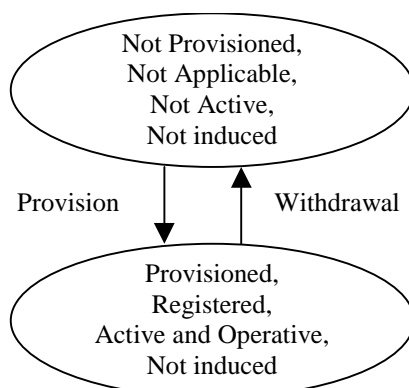 Not Provisioned,
Not Applicable,
Not Active,
Not induced
Provision
Withdrawal
Provisioned,
Registered,
Active and Operative,
Not induced